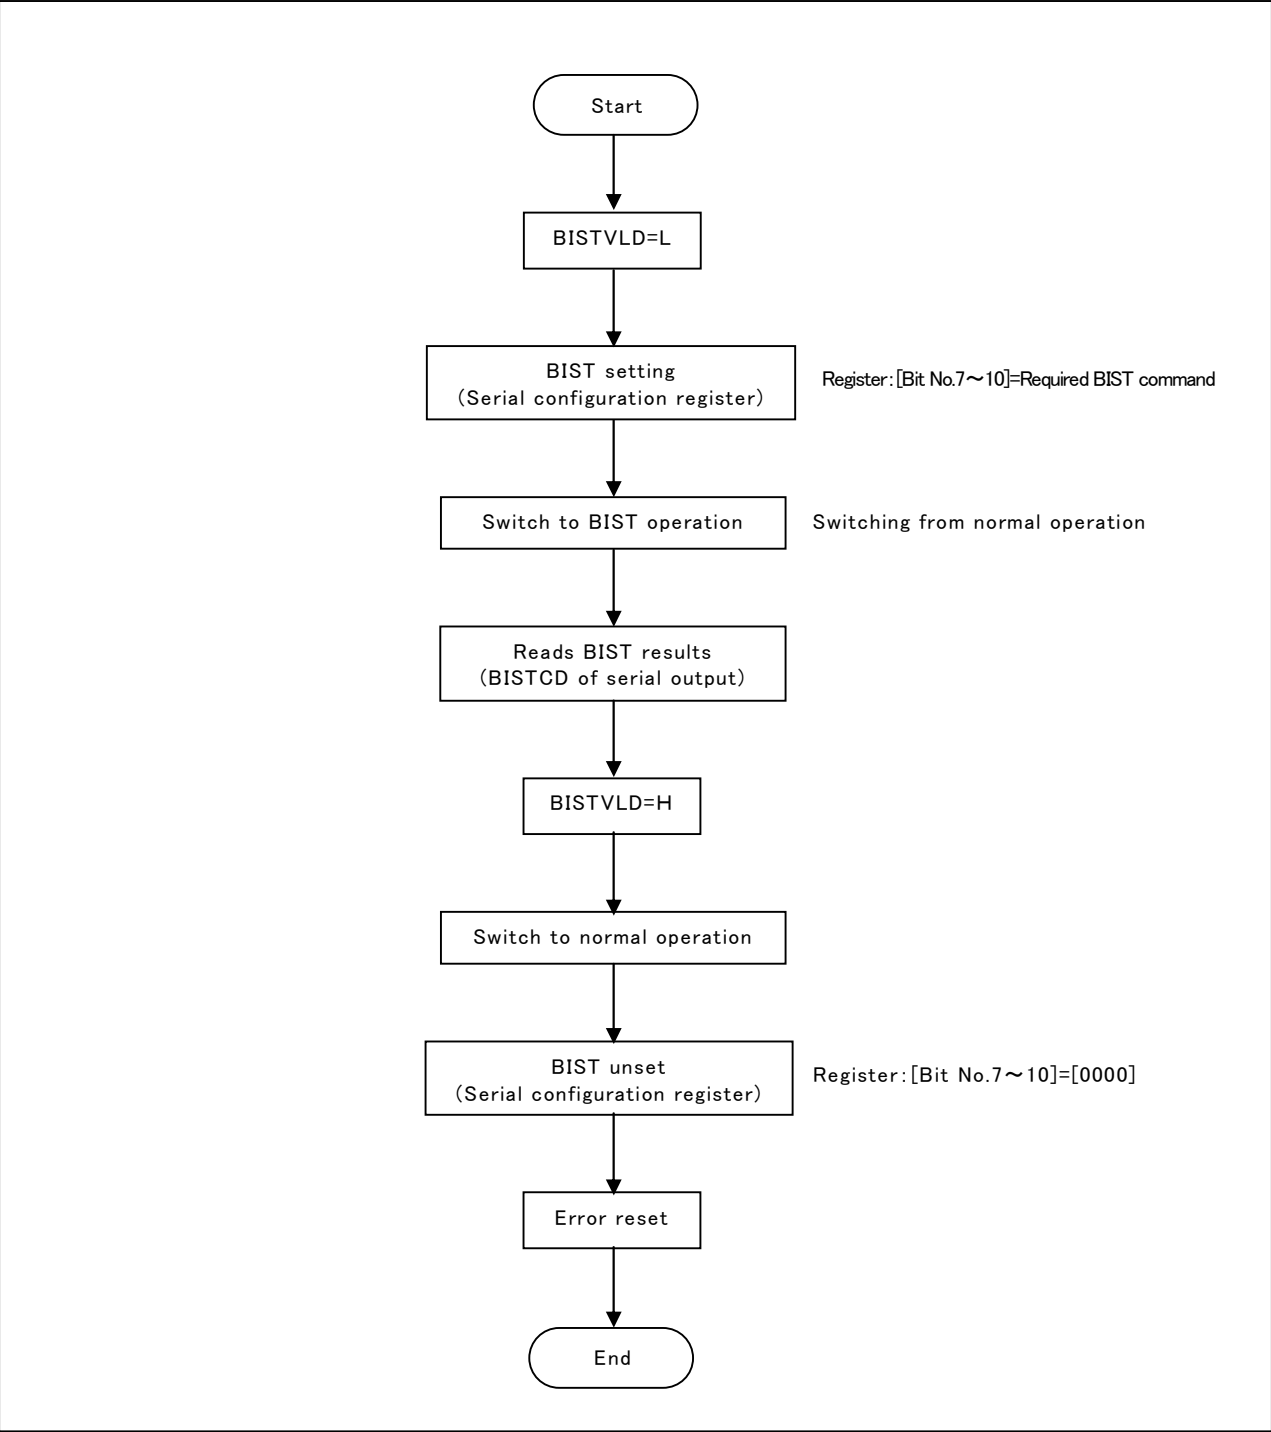 Start
BISTVLD=L
BIST setting
(Serial configuration register)
Register:[Bit No.7～10]=Required BIST command
Switch to BIST operation
Switching from normal operation
Reads BIST results
(BISTCD of serial output)
BISTVLD=H
Switch to normal operation
BIST unset
(Serial configuration register)
Register:[Bit No.7～10]=[0000]
Error reset
End